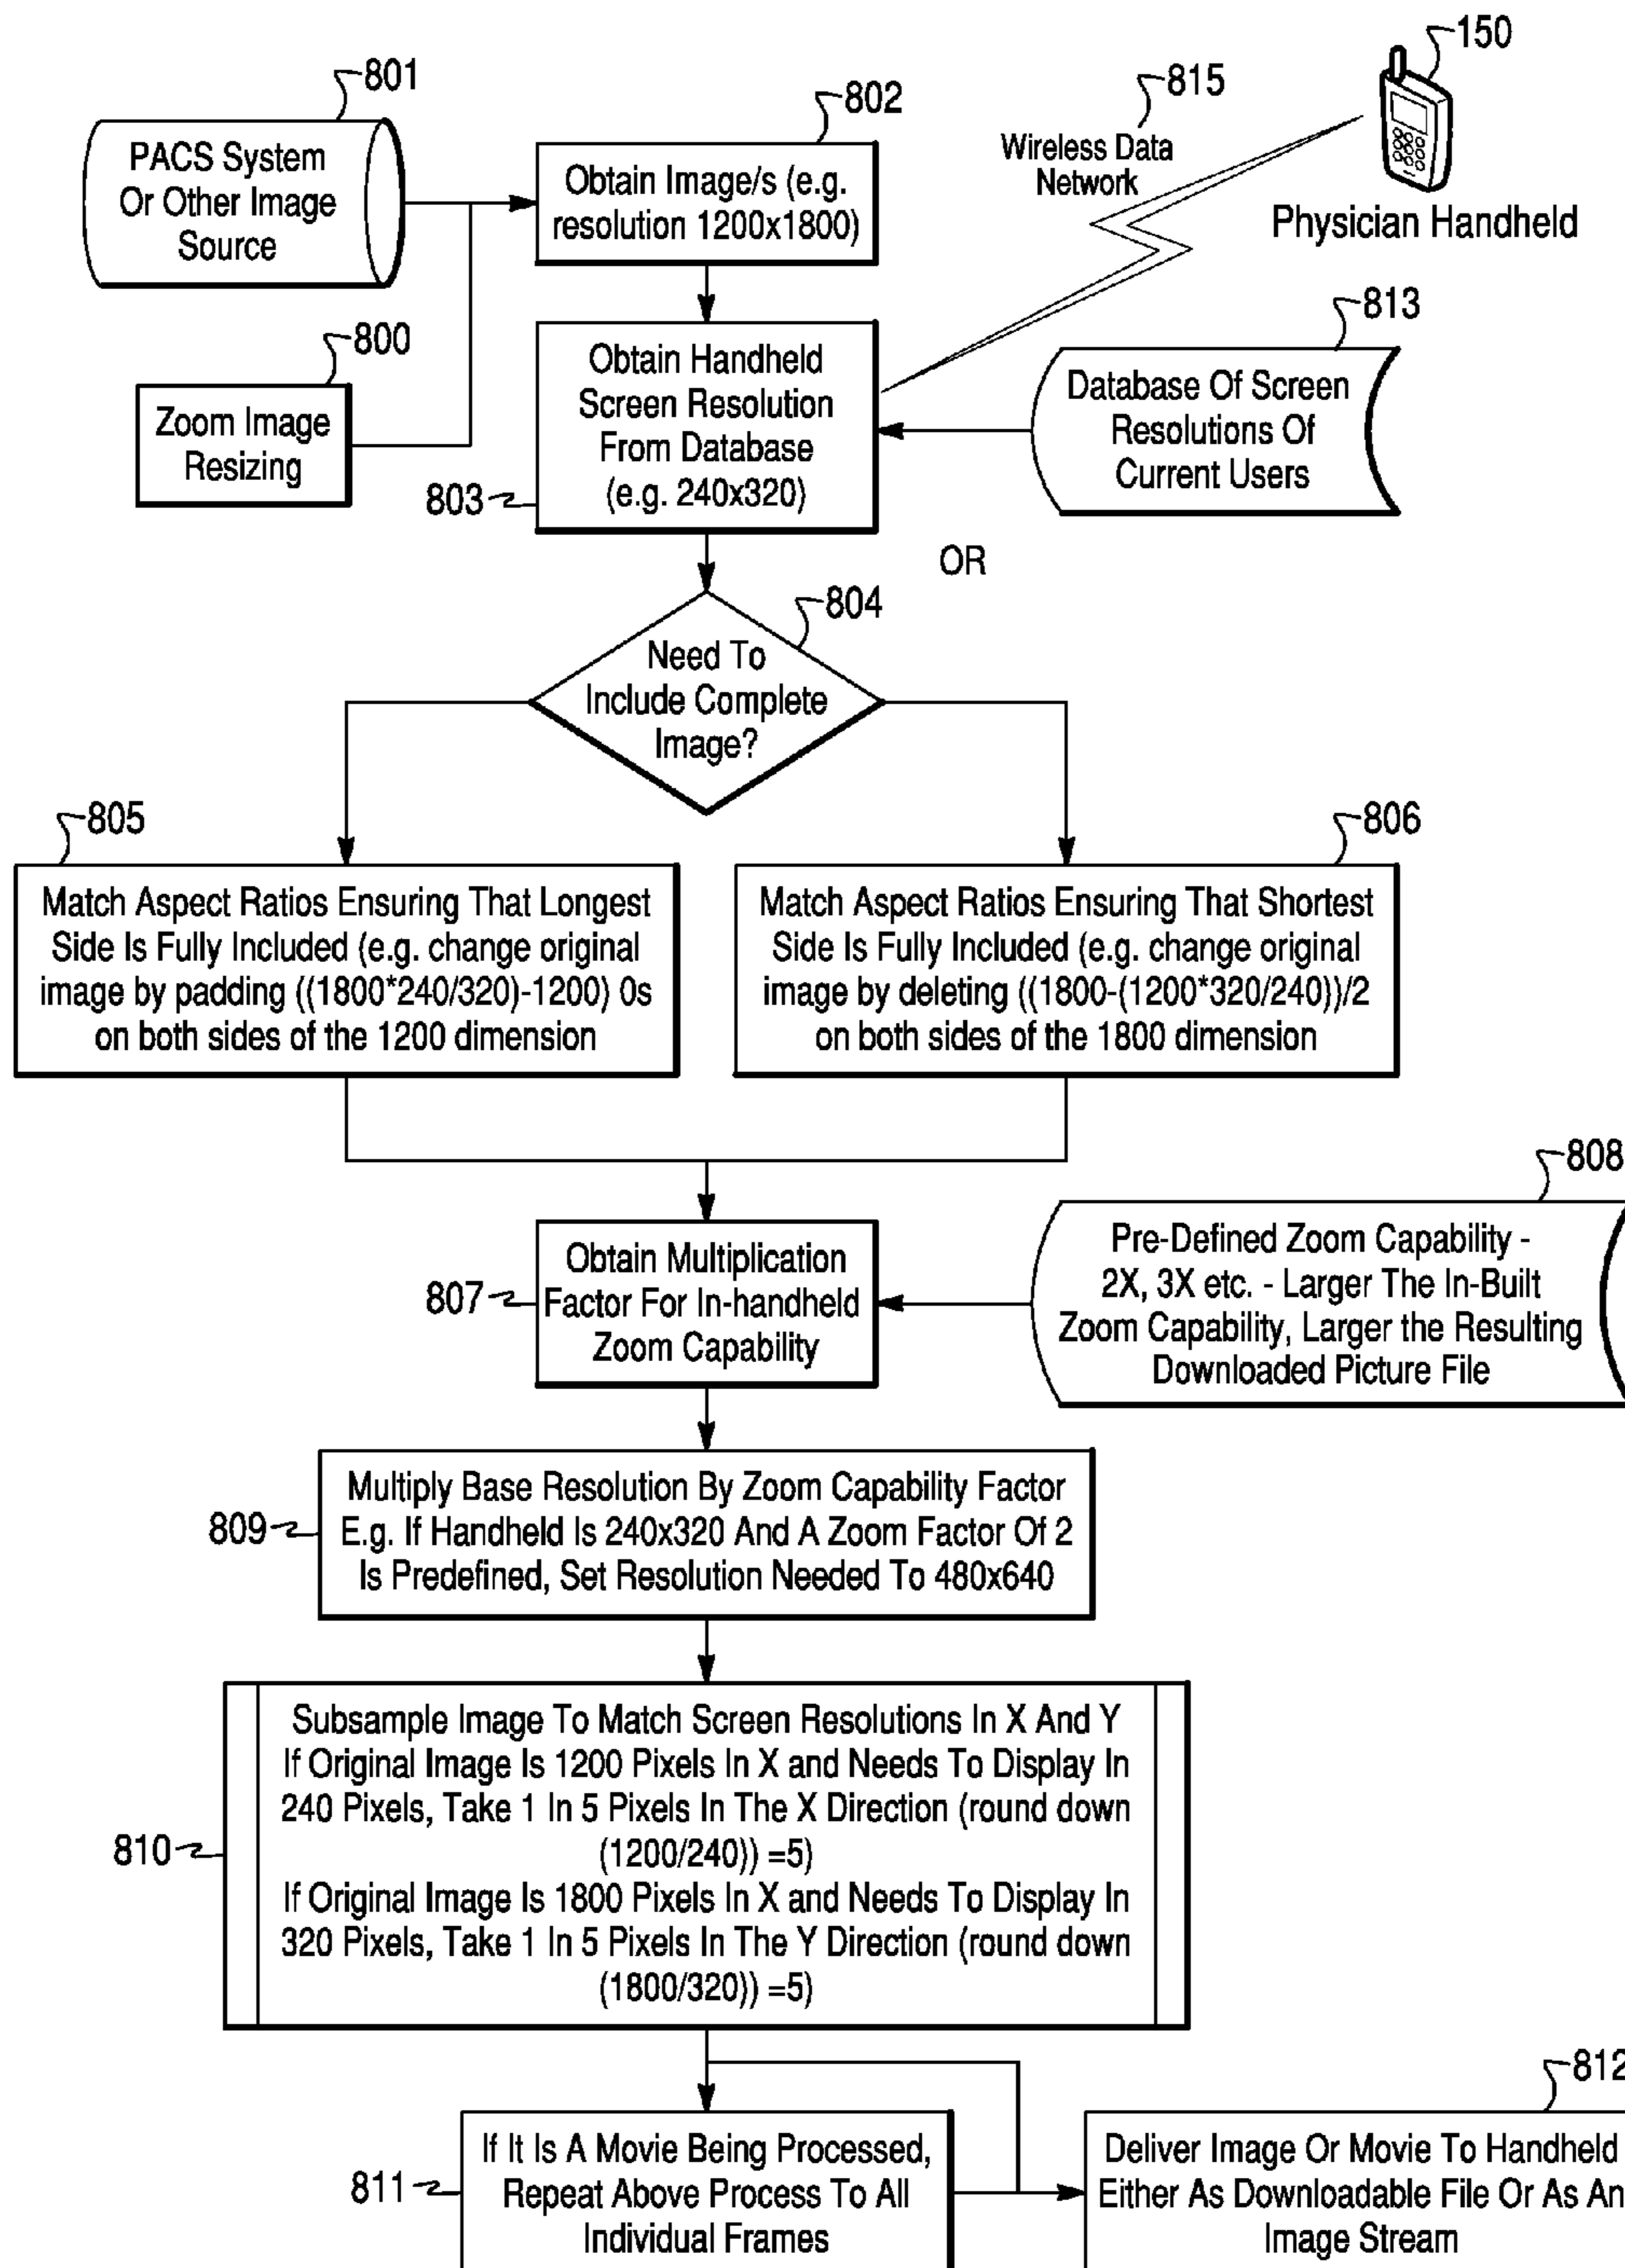 801
PACS System
Or Other Image
Source
802
Obtain Image/s (e.g.
resolution 1200x1800)
815
Wireless Data
Network
150
Physician Handheld
800
Zoom Image
Resizing
803
Obtain Handheld
Screen Resolution
From Database
(e.g. 240x320)
813
Database Of Screen
Resolutions Of
Current Users
OR
804
Need To
Include Complete
Image?
805
Match Aspect Ratios Ensuring That Longest
Side Is Fully Included (e.g. change original
image by padding ((1800*240/320)-1200) 0s
on both sides of the 1200 dimension
806
Match Aspect Ratios Ensuring That Shortest
Side Is Fully Included (e.g. change original
image by deleting ((1800-(1200*320/240))/2
on both sides of the 1800 dimension
807
Obtain Multiplication
Factor For In-handheld
Zoom Capability
808
Pre-Defined Zoom Capability -
2X, 3X etc. - Larger The In-Built
Zoom Capability, Larger the Resulting
Downloaded Picture File
809
Multiply Base Resolution By Zoom Capability Factor
E.g. If Handheld Is 240x320 And A Zoom Factor Of 2
Is Predefined, Set Resolution Needed To 480x640
810
Subsample Image To Match Screen Resolutions In X And Y
If Original Image Is 1200 Pixels In X and Needs To Display In
240 Pixels, Take 1 In 5 Pixels In The X Direction (round down
(1200/240)) =5)
If Original Image Is 1800 Pixels In X and Needs To Display In
320 Pixels, Take 1 In 5 Pixels In The Y Direction (round down
(1800/320)) =5)
811
If It Is A Movie Being Processed,
Repeat Above Process To All
Individual Frames
812
Deliver Image Or Movie To Handheld
Either As Downloadable File Or As An
Image Stream